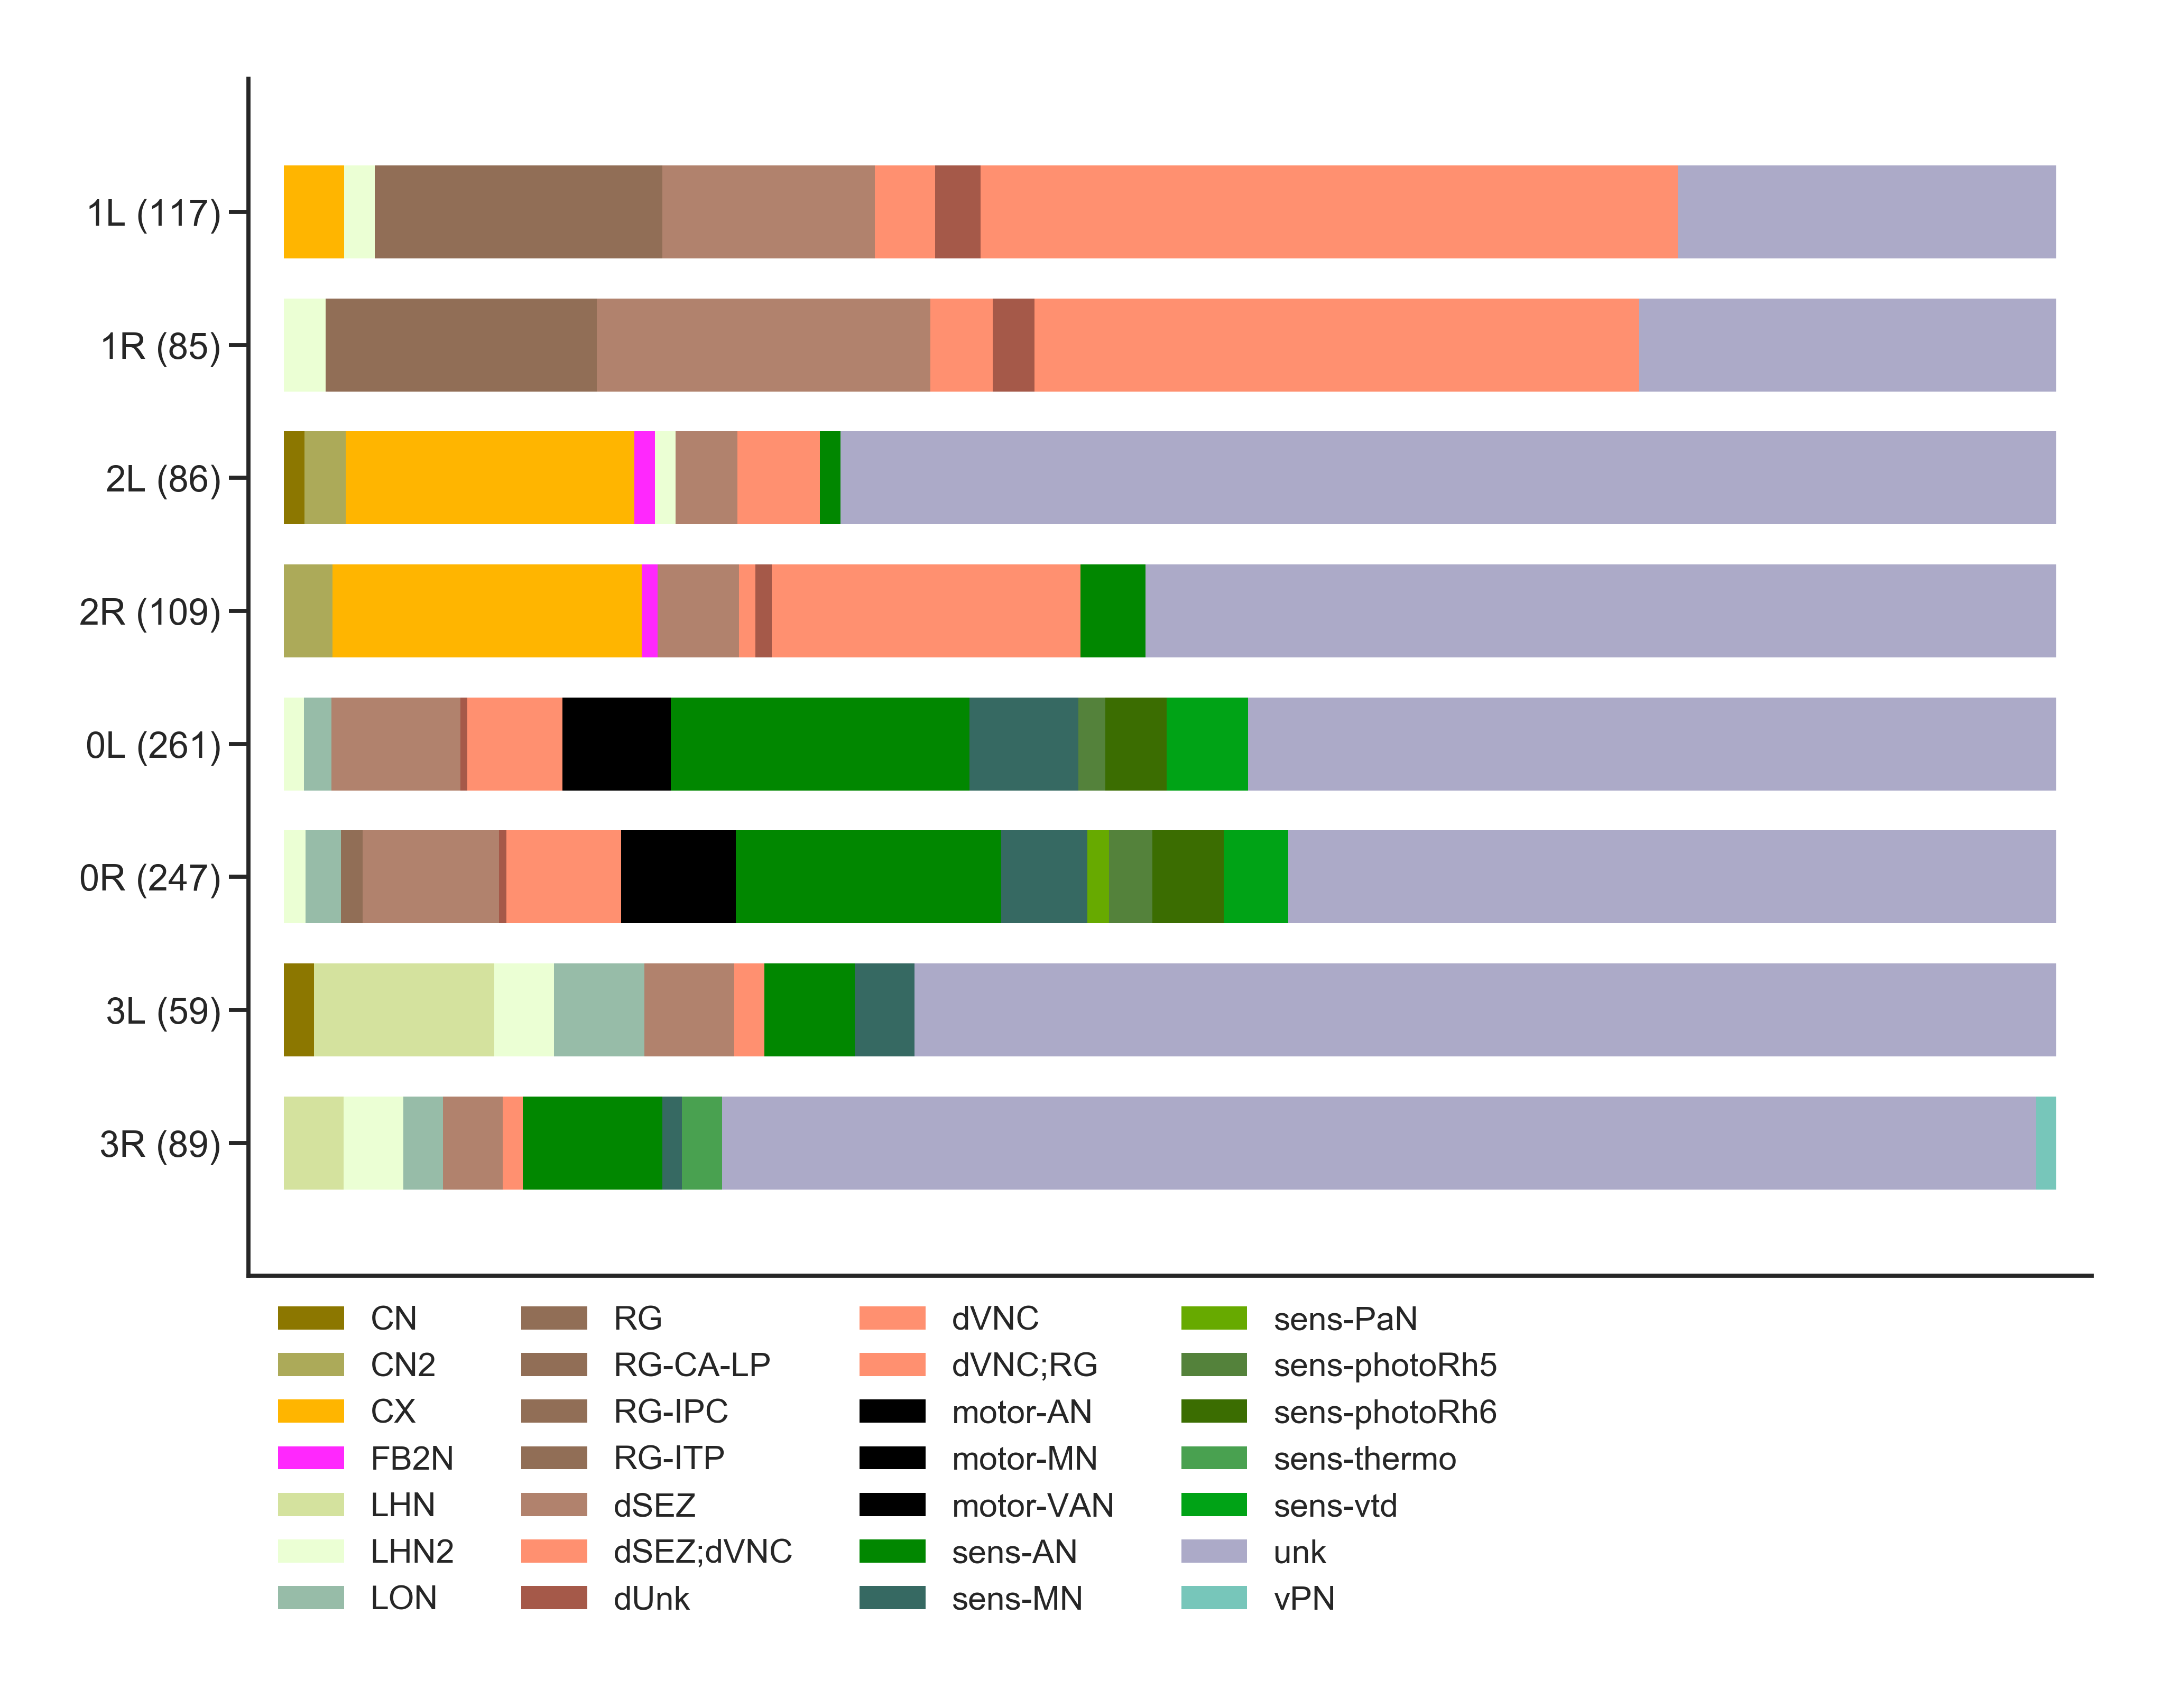 1L (117)
1R (85)
2L (86)
2R (109)
0L (261)
0R (247)
3L (59)
3R (89)
CN
CN2
CX
FB2N
LHN
LHN2
LON
RG
RG-CA-LP
RG-IPC
RG-ITP
dSEZ
dSEZ;dVNC
dUnk
dVNC
dVNC;RG
motor-AN
motor-MN
motor-VAN
sens-AN
sens-MN
sens-PaN
sens-photoRh5
sens-photoRh6
sens-thermo
sens-vtd
unk
vPN